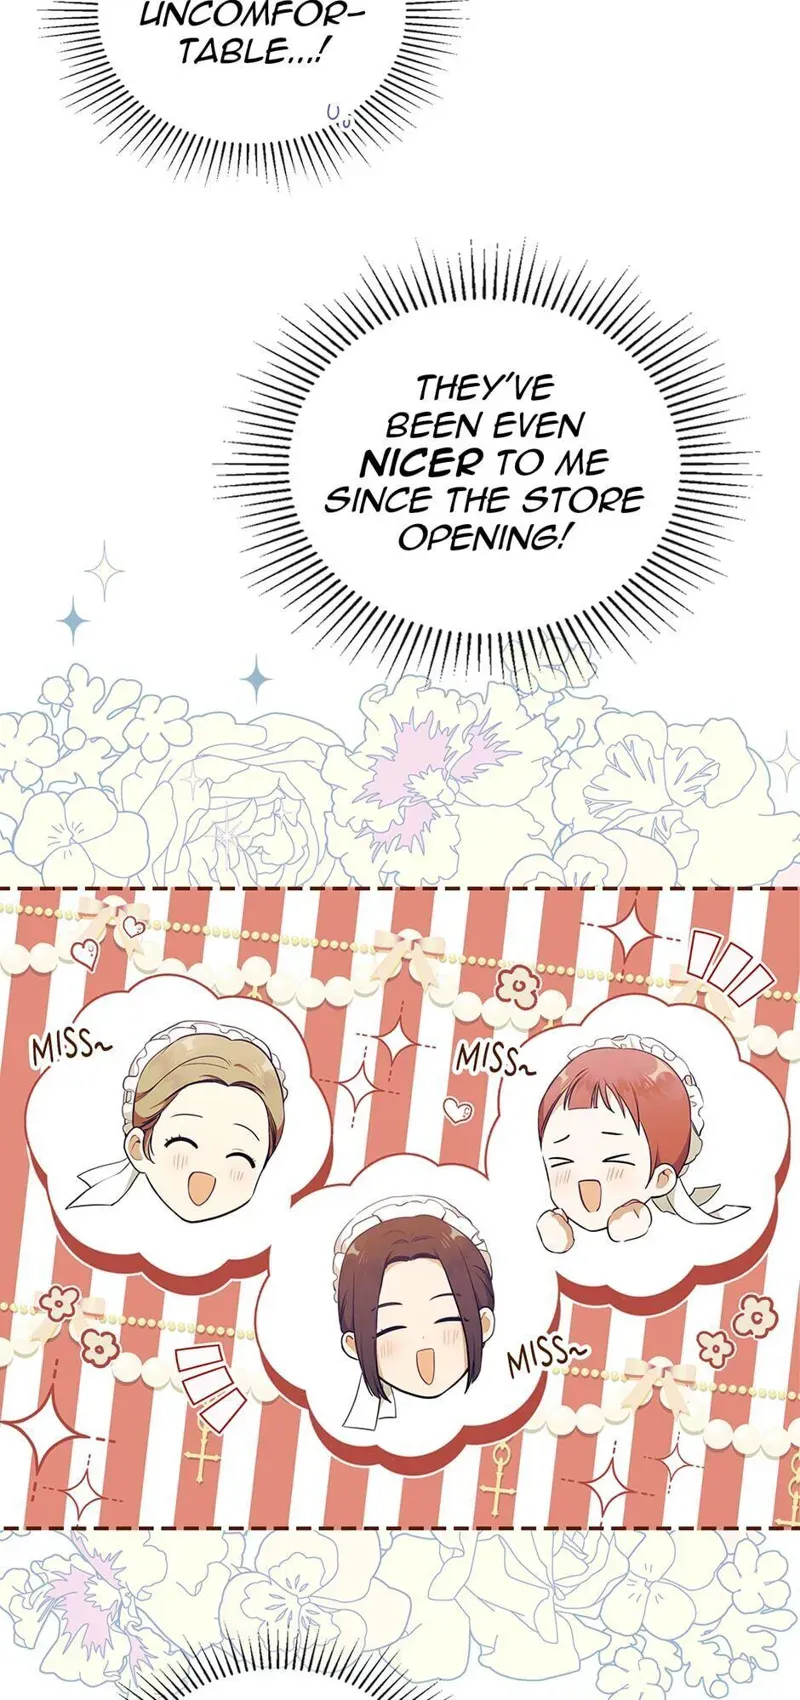 UNCOMFOR-
TABLE...!
THEY'VE
BEEN EVEN
NICER TO ME
SINCE THE STORE
OPENING!
MISS~
MISS~
MISS~